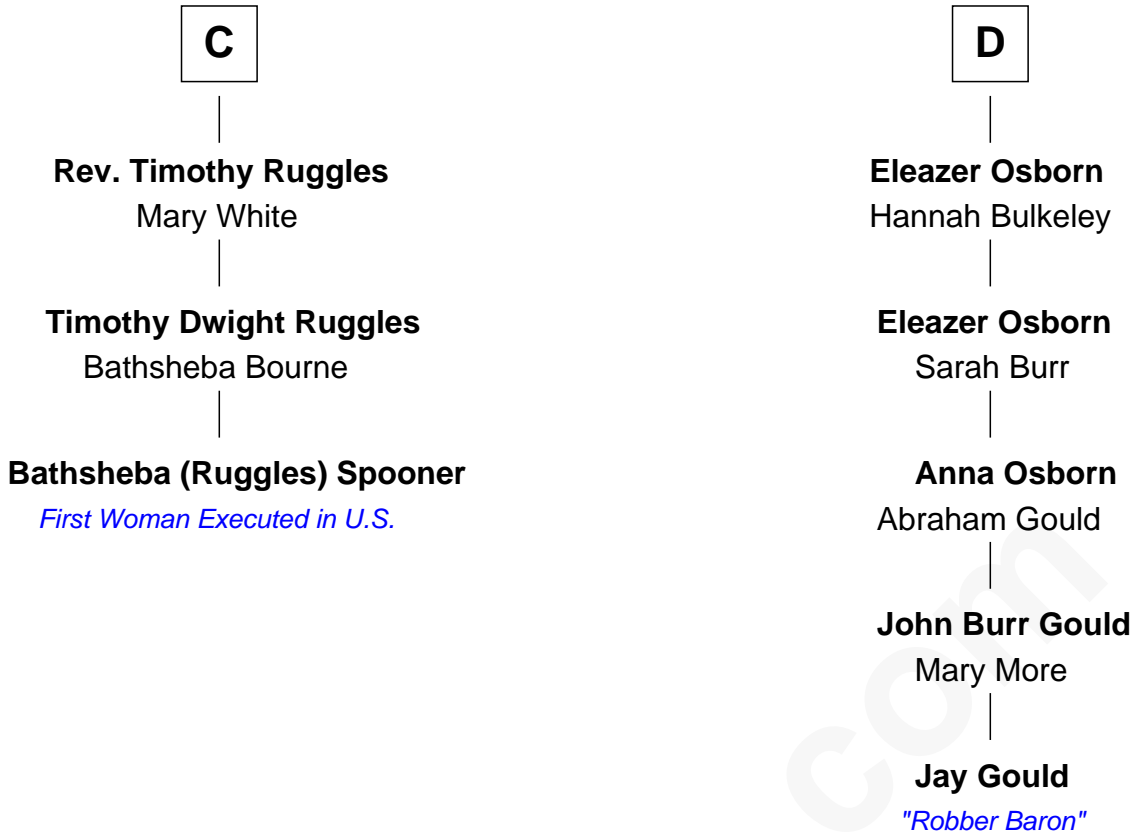 C
Rev. Timothy Ruggles
Mary White
Timothy Dwight Ruggles
Bathsheba Bourne
Bathsheba (Ruggles) Spooner
First Woman Executed in U.S.
D
Eleazer Osborn
Hannah Bulkeley
Eleazer Osborn
Sarah Burr
Anna Osborn
Abraham Gould
John Burr Gould
Mary More
Jay Gould
"Robber Baron"
com